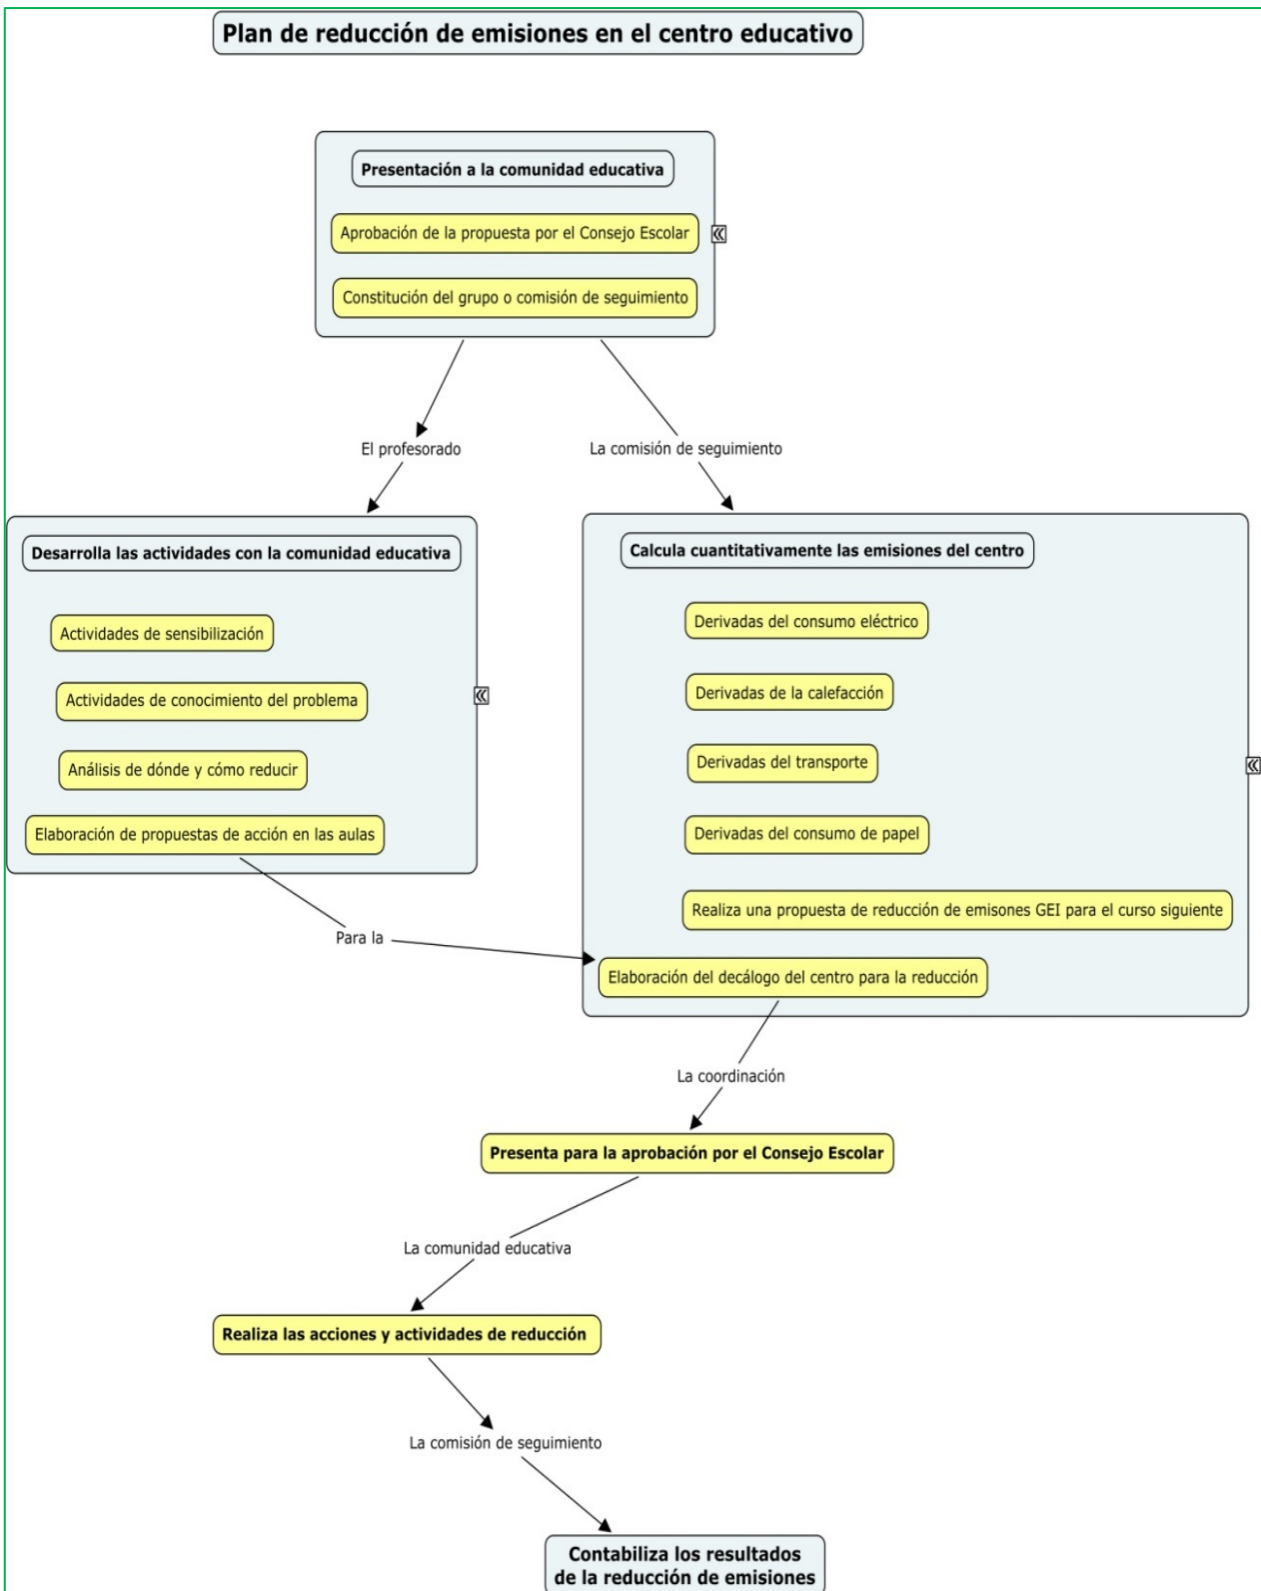 Plan de reducción de emisiones en el centro educativo
Presentación a la comunidad educativa
Aprobación de la propuesta por el Consejo Escolar
Constitución del grupo o comisión de seguimiento
El profesorado
La comisión de seguimiento
Desarrolla las actividades con la comunidad educativa
Actividades de sensibilización
Actividades de conocimiento del problema
Análisis de dónde y cómo reducir
Elaboración de propuestas de acción en las aulas
Calcula cuantitativamente las emisiones del centro
Derivadas del consumo eléctrico
Derivadas de la calefacción
Derivadas del transporte
Derivadas del consumo de papel
Realiza una propuesta de reducción de emisones GEI para el curso siguiente
Para la
Elaboración del decálogo del centro para la reducción
La coordinación
Presenta para la aprobación por el Consejo Escolar
La comunidad educativa
Realiza las acciones y actividades de reducción
La comisión de seguimiento
Contabiliza los resultados
de la reducción de emisiones